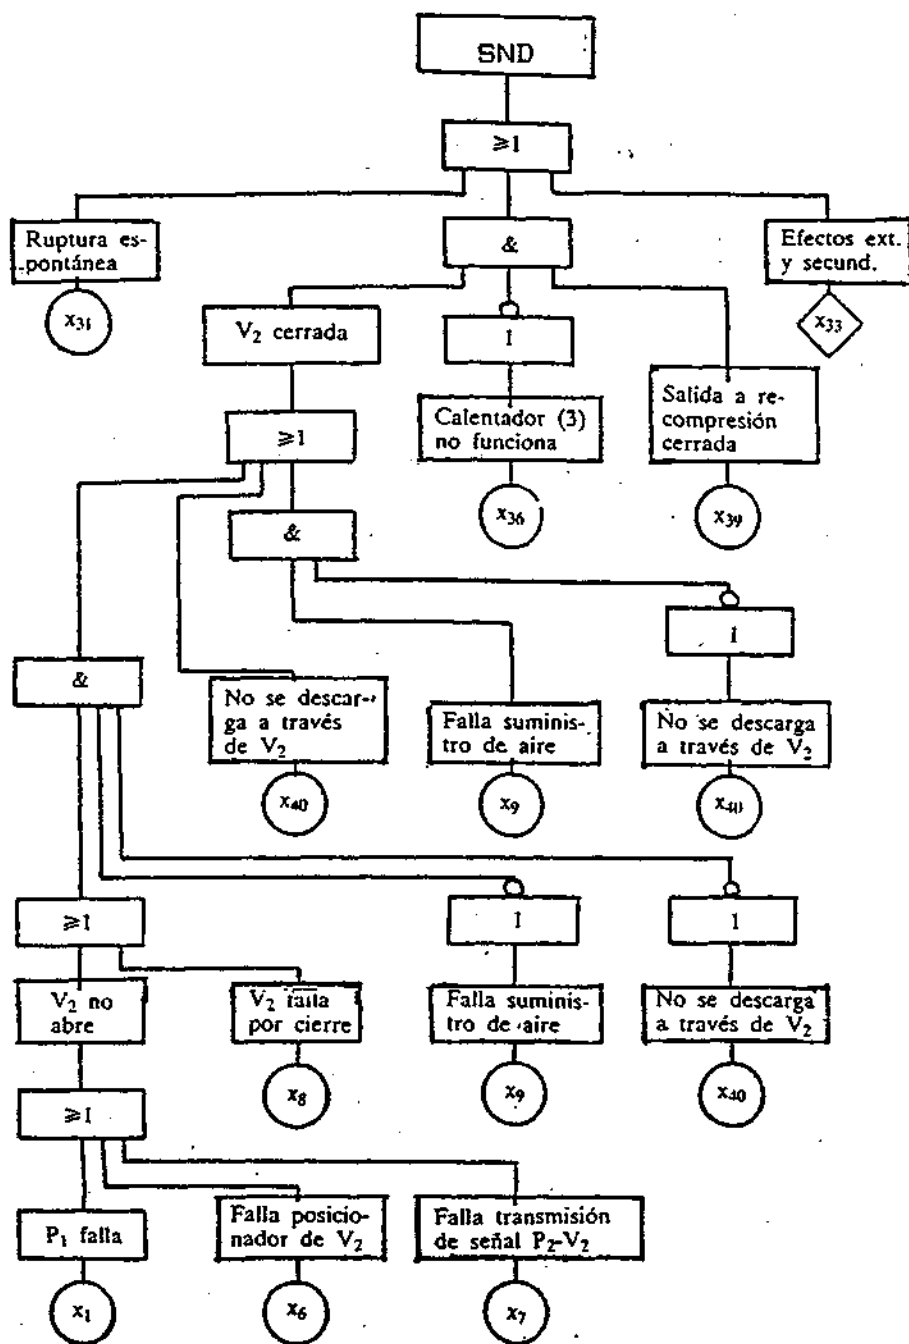 SND
≥1
Ruptura es-
pontánea
&
Efectos ext.
y secund.
x31
x33
V2 cerrada
1
Calentador (3)
no funciona
Salida a re-
compresión
cerrada
≥1
x36
x39
&
1
&
No se descar-
ga a través
de V2
Falla suminis-
tro de aire
No se descarga
a través de V2
x40
x9
x40
≥1
1
1
V2 no
abre
V2 falla
por cierre
Falla suminis-
tro de aire
No se descarga
a través de V2
x8
x9
x40
≥1
P1 falla
Falla posicio-
nador de V2
Falla transmisión
de señal P2-V2
x1
x6
x7